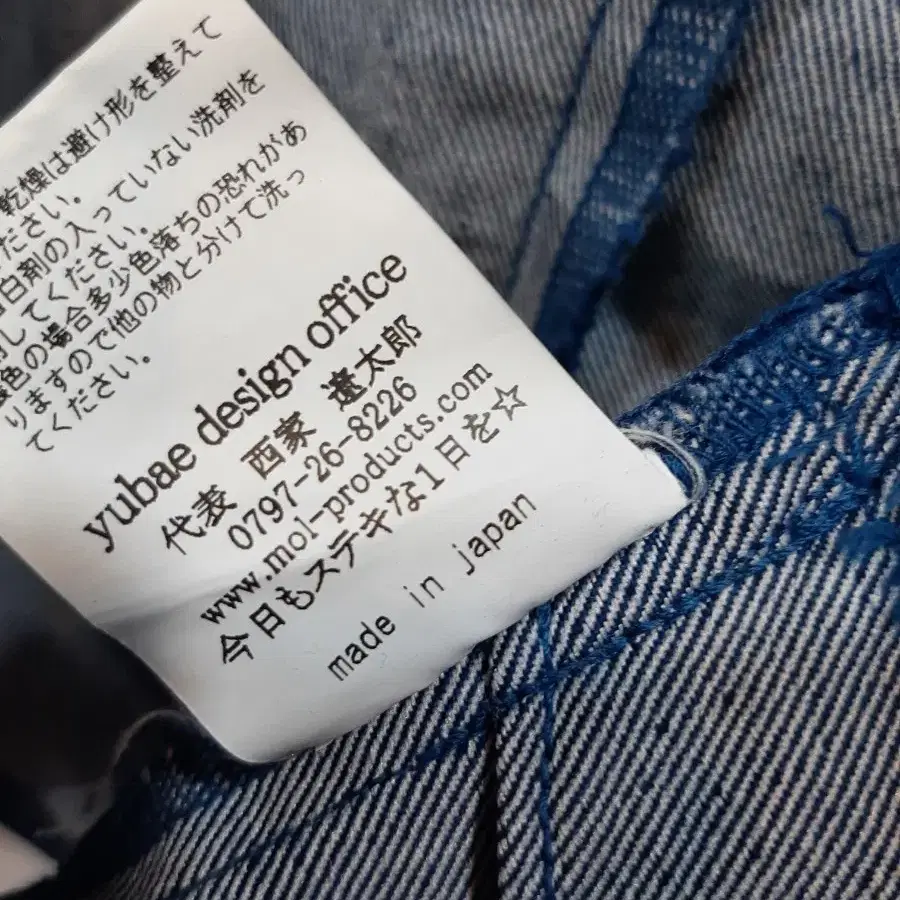 乾燥は避け形を整えて
ださい。
白剤の入っていない洗剤を
してください。
色の場合多少色落ちの恐れがあ
りますので他の物と分けて洗っ
てください。
yubae design office
代表 西家 遼太郎
0797-26-8226
www.mol-products.com
今日もステキな1日を☆
made in japan